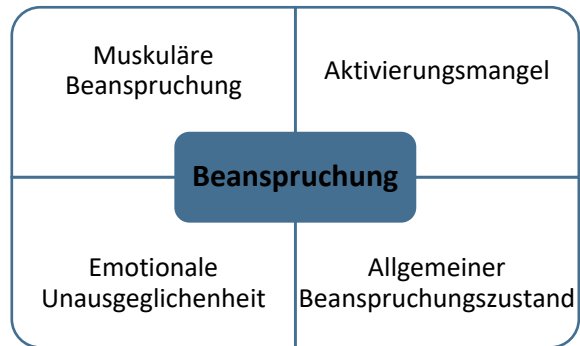 Muskuläre
Beanspruchung
Aktivierungsmangel
Beanspruchung
Emotionale
Unausgeglichenheit
Allgemeiner
Beanspruchungszustand